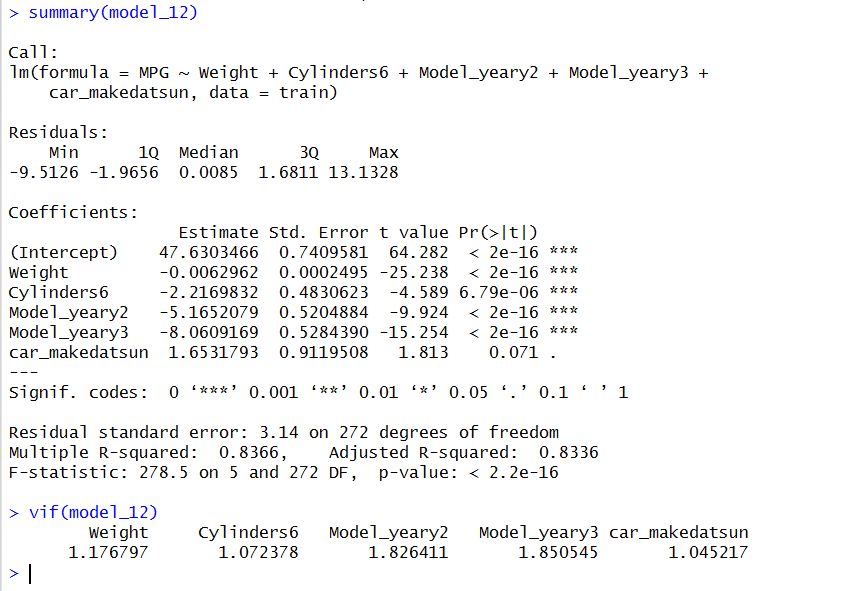 > summary(model_12)
Call:
lm(formula = MPG ~ Weight + Cylinders6 + Model_yeary2 + Model_yeary3 +
    car_makedatsun, data = train)
Residuals:
    Min      1Q  Median      3Q     Max
-9.5126 -1.9656  0.0085  1.6811 13.1328
Coefficients:
                 Estimate Std. Error t value Pr(>|t|)
(Intercept)    47.6303466  0.7409581  64.282  < 2e-16 ***
Weight         -0.0062962  0.0002495 -25.238  < 2e-16 ***
Cylinders6     -2.2169832  0.4830623  -4.589 6.79e-06 ***
Model_yeary2   -5.1652079  0.5204884  -9.924  < 2e-16 ***
Model_yeary3   -8.0609169  0.5284390 -15.254  < 2e-16 ***
car_makedatsun  1.6531793  0.9119508   1.813    0.071 .
---
Signif. codes:  0 ‘***’ 0.001 ‘**’ 0.01 ‘*’ 0.05 ‘.’ 0.1 ‘ ’ 1
Residual standard error: 3.14 on 272 degrees of freedom
Multiple R-squared:  0.8366,    Adjusted R-squared:  0.8336
F-statistic: 278.5 on 5 and 272 DF,  p-value: < 2.2e-16
> vif(model_12)
        Weight     Cylinders6   Model_yeary2   Model_yeary3 car_makedatsun
      1.176797       1.072378       1.826411       1.850545       1.045217
>